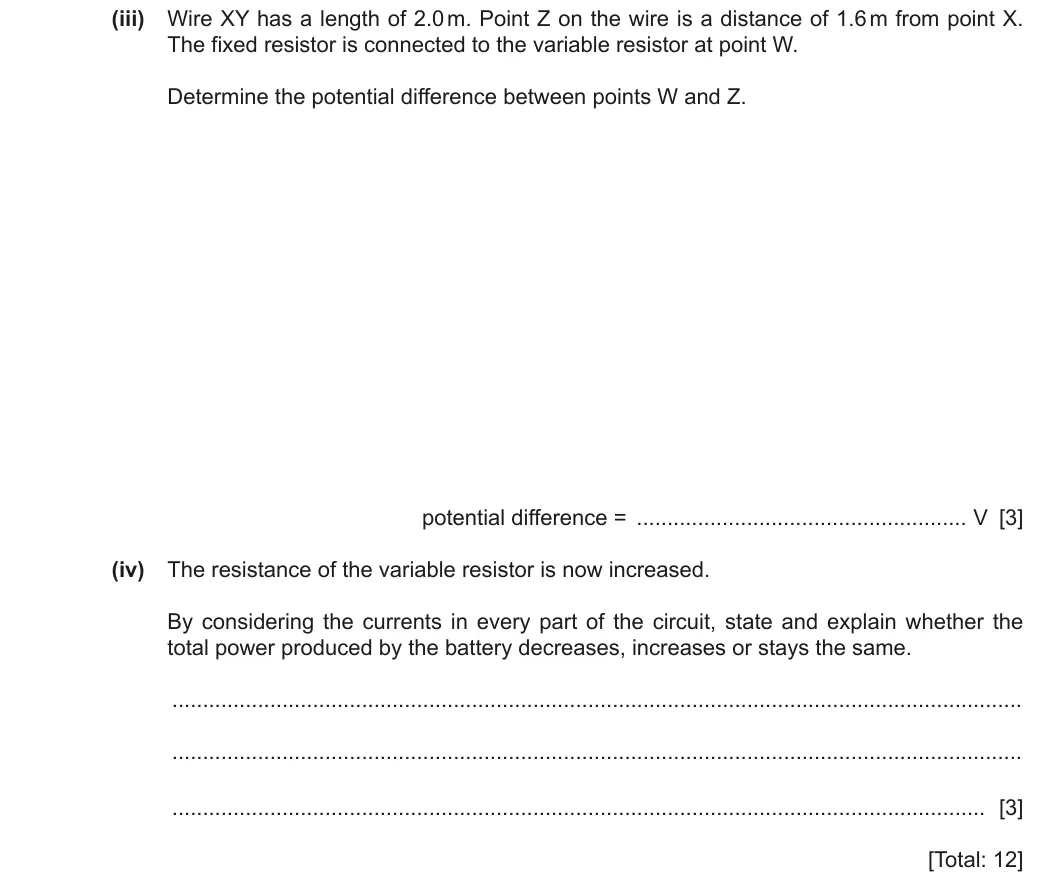 (iii) Wire XY has a length of 2.0 m. Point Z on the wire is a distance of 1.6 m from point X.
The fixed resistor is connected to the variable resistor at point W.
Determine the potential difference between points W and Z.
potential difference = ...................................................... V [3]
(iv) The resistance of the variable resistor is now increased.
By considering the currents in every part of the circuit, state and explain whether the
total power produced by the battery decreases, increases or stays the same.
...........................................................................................................................................
...........................................................................................................................................
..................................................................................................................................... [3]
[Total: 12]